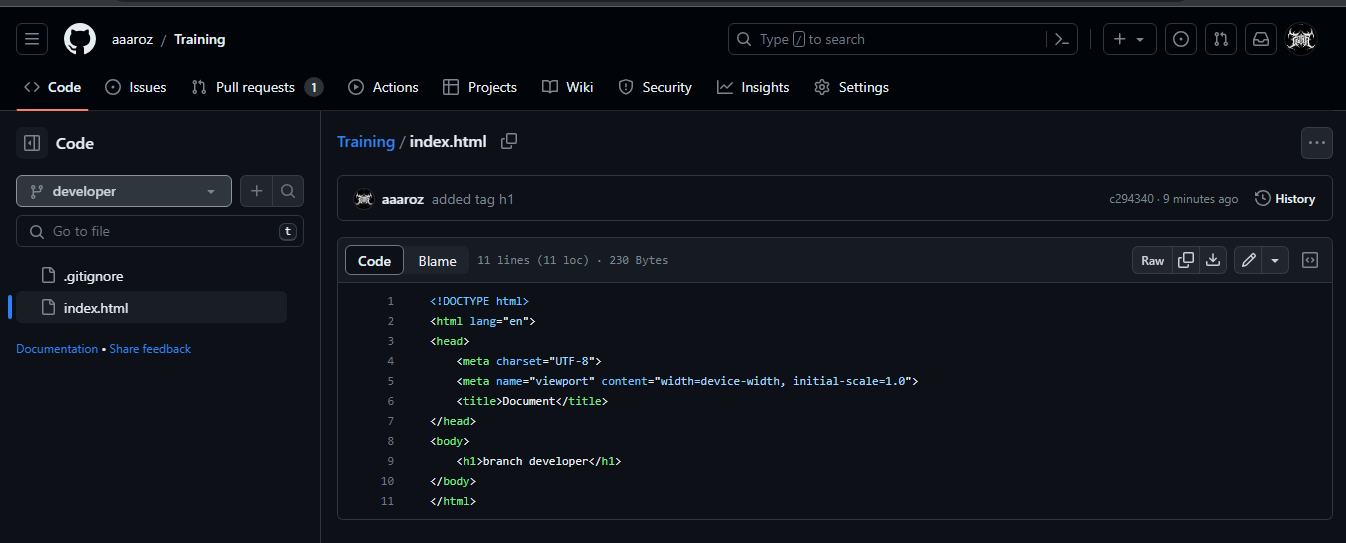 aaaroz / Training
Type / to search
Code
Issues
Pull requests 1
Actions
Projects
Wiki
Security
Insights
Settings
Code
developer
Go to file
t
.gitignore
index.html
Documentation • Share feedback
Training / index.html
aaaroz added tag h1
c294340 · 9 minutes ago
History
Code
Blame
11 lines (11 loc) · 230 Bytes
Raw
1 <!DOCTYPE html>
2 <html lang="en">
3 <head>
4 <meta charset="UTF-8">
5 <meta name="viewport" content="width=device-width, initial-scale=1.0">
6 <title>Document</title>
7 </head>
8 <body>
9 <h1>branch developer</h1>
10 </body>
11 </html>